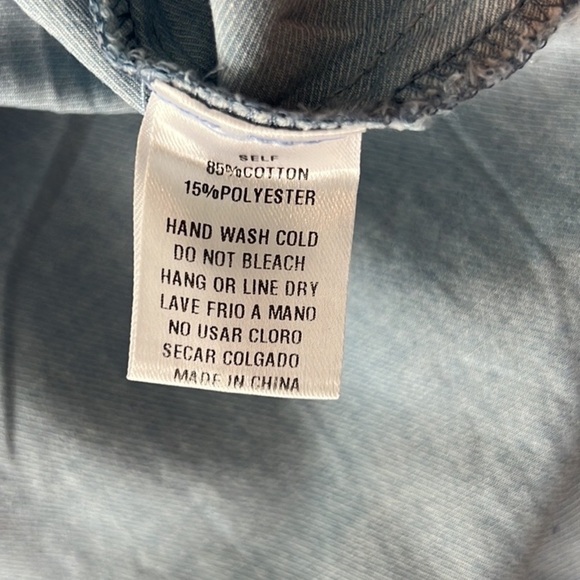 SELF
85%COTTON
15%POLYESTER
HAND WASH COLD
DO NOT BLEACH
HANG OR LINE DRY
LAVE FRIO A MANO
NO USAR CLORO
SECAR COLGADO
MADE IN CHINA